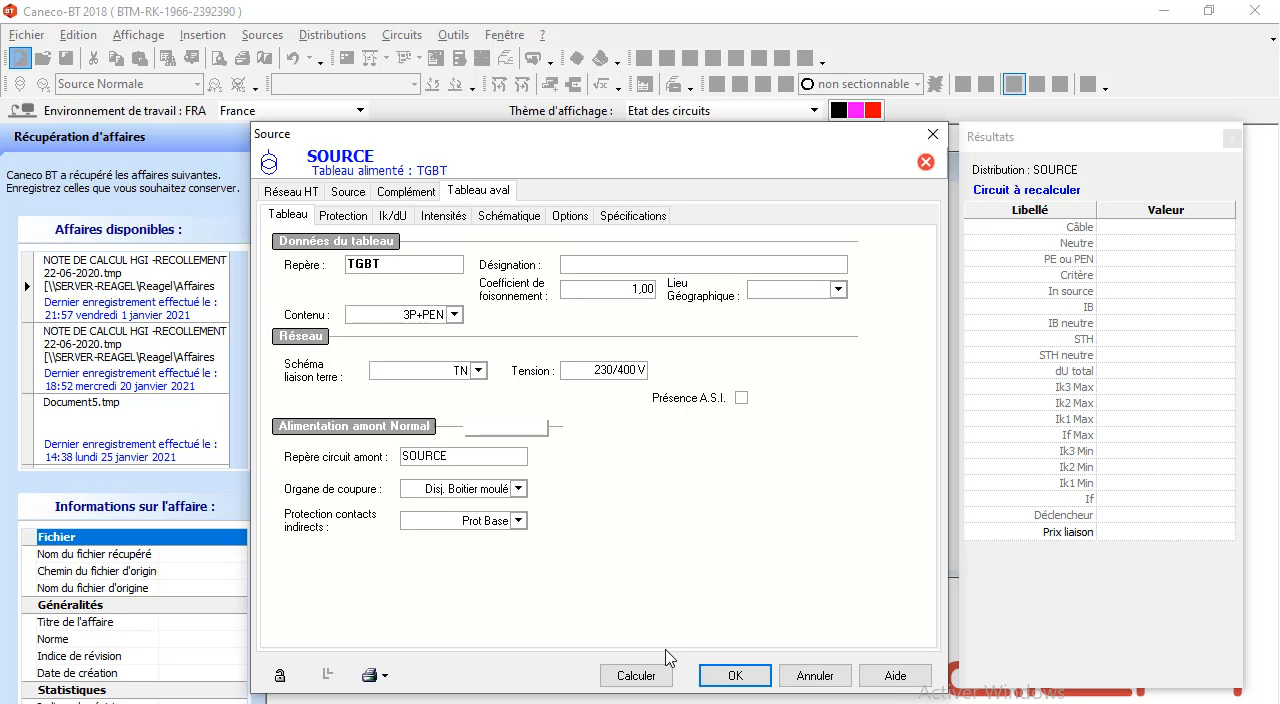 Caneco-BT 2018 ( BTM-RK-1966-2392390 )
Fichier Edition Affichage Insertion Sources Distributions Circuits Outils Fenêtre ?
Source Normale
non sectionnable
Environnement de travail : FRA France Thème d'affichage : Etat des circuits
Récupération d'affaires
Caneco BT a récupéré les affaires suivantes.
Enregistrez celles que vous souhaitez conserver.
Affaires disponibles :
NOTE DE CALCUL HGI -RECOLLEMENT
22-06-2020.tmp
[\\SERVER-REAGEL\Reagel\Affaires
Dernier enregistrement effectué le :
21:57 vendredi 1 janvier 2021
NOTE DE CALCUL HGI -RECOLLEMENT
22-06-2020.tmp
[\\SERVER-REAGEL\Reagel\Affaires
Dernier enregistrement effectué le :
18:52 mercredi 20 janvier 2021
Document5.tmp
Dernier enregistrement effectué le :
14:38 lundi 25 janvier 2021
Informations sur l'affaire :
Fichier
Nom du fichier récupéré
Chemin du fichier d'origin
Nom du fichier d'origine
Généralités
Titre de l'affaire
Norme
Indice de révision
Date de création
Statistiques
Source
SOURCE
Tableau alimenté : TGBT
Réseau HT Source Complément Tableau aval
Tableau Protection Ik/dU Intensités Schématique Options Spécifications
Données du tableau
Repère : TGBT Désignation :
Coefficient de foisonnement : 1,00 Lieu Géographique :
Contenu : 3P+PEN
Réseau
Schéma liaison terre : TN Tension : 230/400 V
Présence A.S.I.
Alimentation amont Normal
Repère circuit amont : SOURCE
Organe de coupure : Disj. Boitier moulé
Protection contacts indirects : Prot Base
Calculer OK Annuler Aide
Résultats
Distribution : SOURCE
Circuit à recalculer
Libellé Valeur
Câble
Neutre
PE ou PEN
Critère
In source
IB
IB neutre
STH
STH neutre
dU total
Ik3 Max
Ik2 Max
Ik1 Max
If Max
Ik3 Min
Ik2 Min
Ik1 Min
If
Déclencheur
Prix liaison
Activer Windows